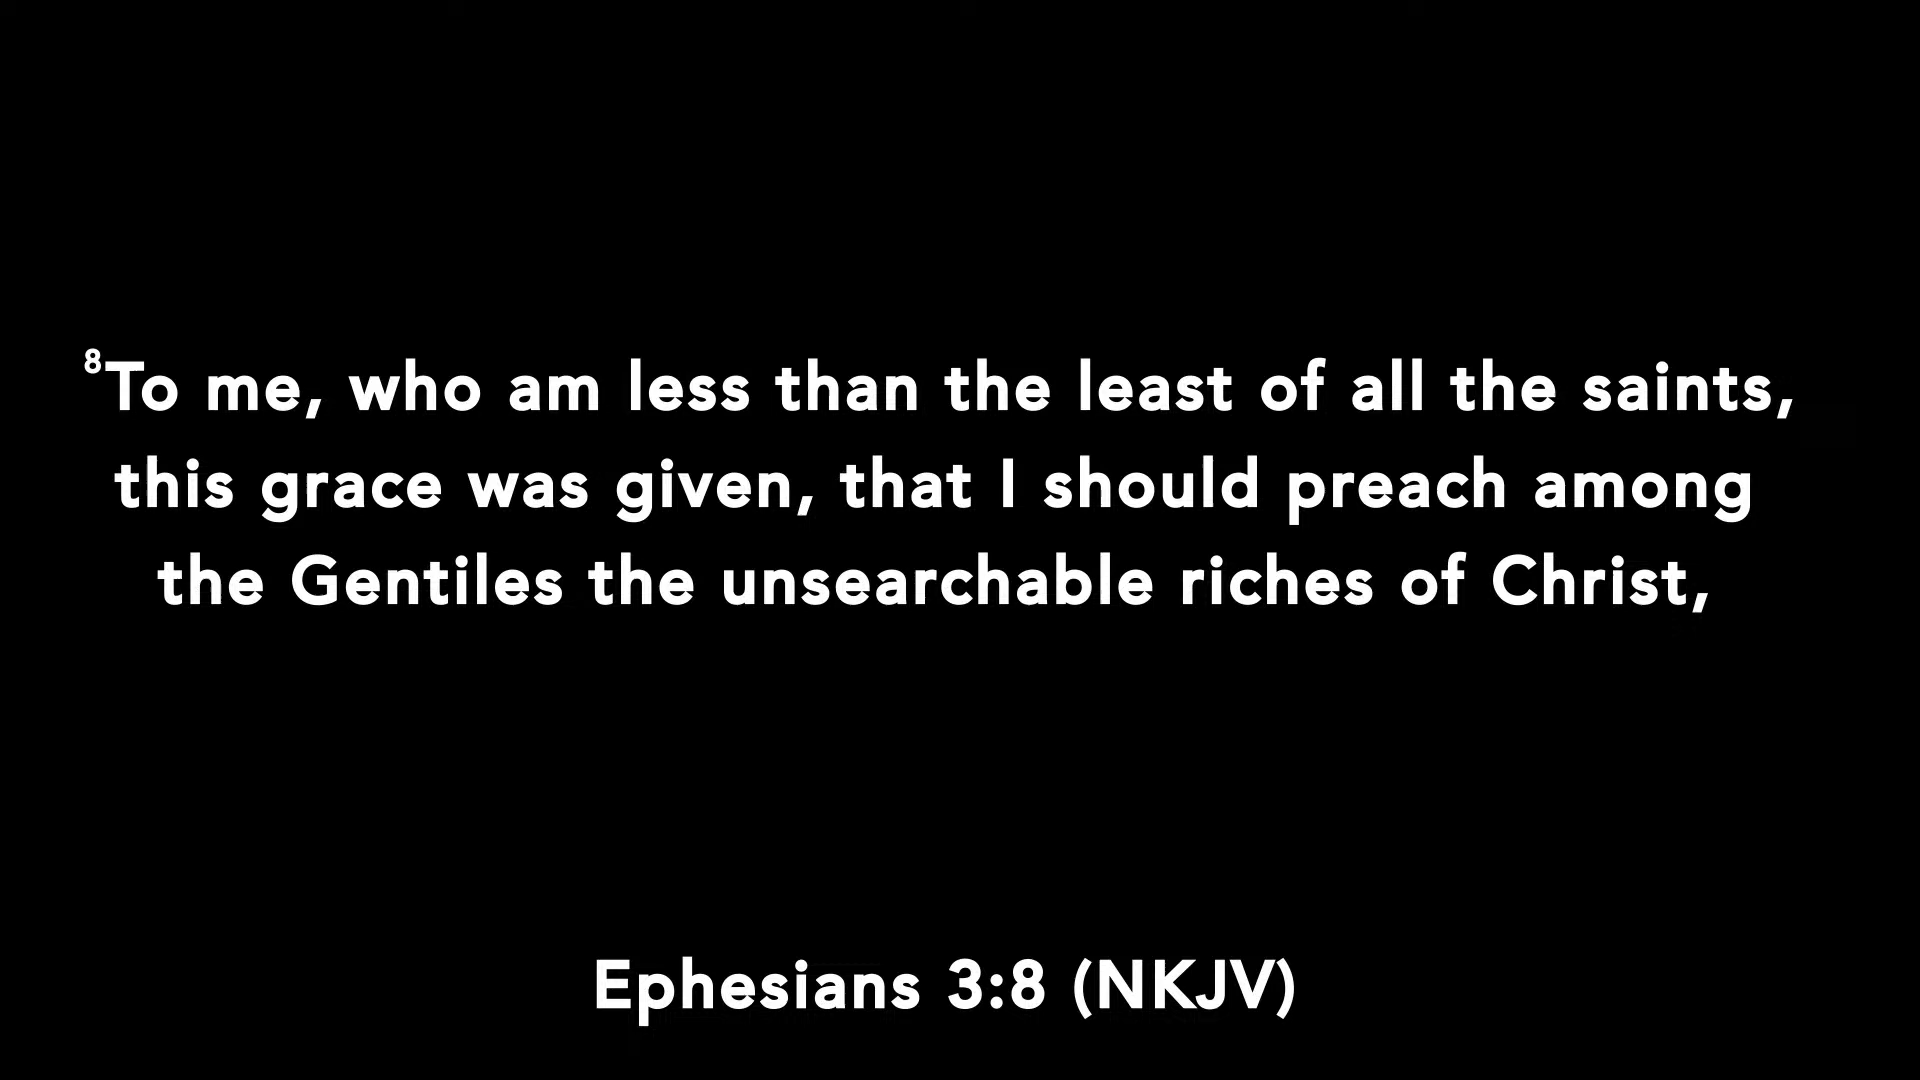 ⁸To me, who am less than the least of all the saints,
this grace was given, that I should preach among
the Gentiles the unsearchable riches of Christ,
Ephesians 3:8 (NKJV)